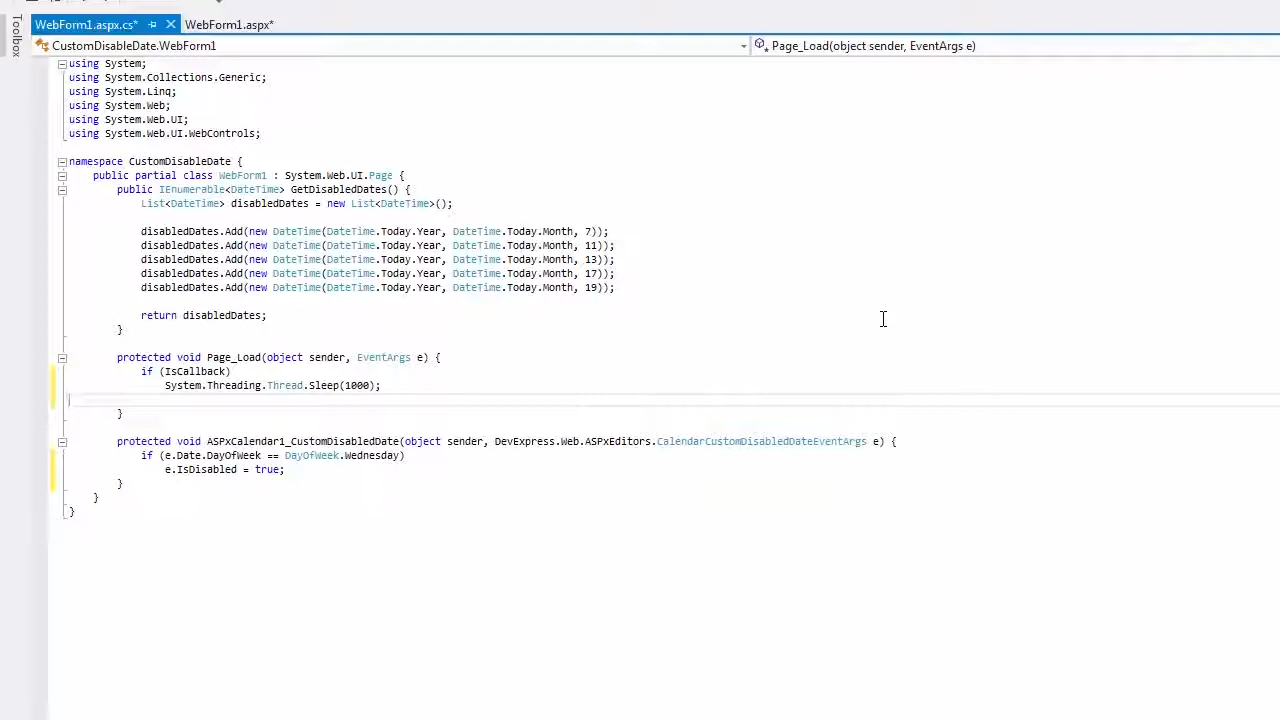 WebForm1.aspx.cs* WebForm1.aspx*
Toolbox
CustomDisableDate.WebForm1 Page_Load(object sender, EventArgs e)
using System;
using System.Collections.Generic;
using System.Linq;
using System.Web;
using System.Web.UI;
using System.Web.UI.WebControls;
namespace CustomDisableDate {
public partial class WebForm1 : System.Web.UI.Page {
public IEnumerable<DateTime> GetDisabledDates() {
List<DateTime> disabledDates = new List<DateTime>();
disabledDates.Add(new DateTime(DateTime.Today.Year, DateTime.Today.Month, 7));
disabledDates.Add(new DateTime(DateTime.Today.Year, DateTime.Today.Month, 11));
disabledDates.Add(new DateTime(DateTime.Today.Year, DateTime.Today.Month, 13));
disabledDates.Add(new DateTime(DateTime.Today.Year, DateTime.Today.Month, 17));
disabledDates.Add(new DateTime(DateTime.Today.Year, DateTime.Today.Month, 19));
return disabledDates;
}
protected void Page_Load(object sender, EventArgs e) {
if (IsCallback)
System.Threading.Thread.Sleep(1000);
}
protected void ASPxCalendar1_CustomDisabledDate(object sender, DevExpress.Web.ASPxEditors.CalendarCustomDisabledDateEventArgs e) {
if (e.Date.DayOfWeek == DayOfWeek.Wednesday)
e.IsDisabled = true;
}
}
}